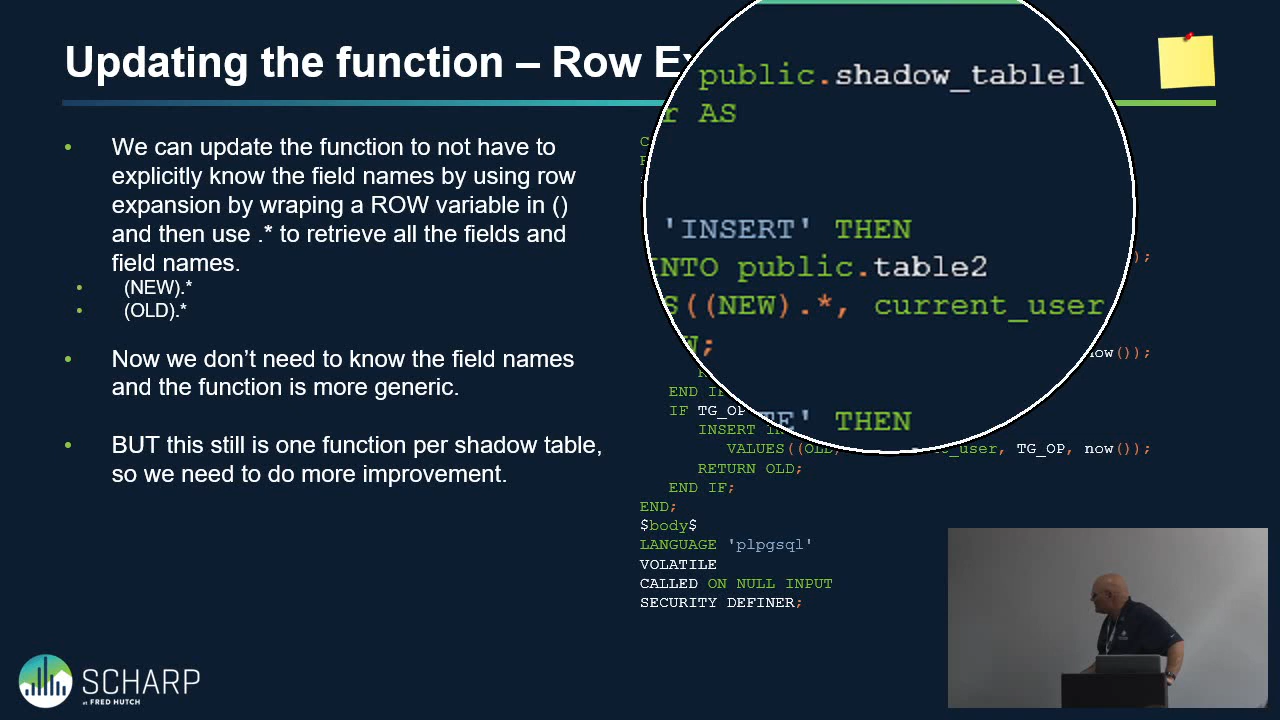 Updating the function – Row
We can update the function to not have to
explicitly know the field names by using row
expansion by wraping a ROW variable in ()
and then use .* to retrieve all the fields and
field names.
(NEW).*
(OLD).*
Now we don't need to know the field names
and the function is more generic.
BUT this still is one function per shadow table,
so we need to do more improvement.
public.shadow_table1
AS
'INSERT' THEN
public.table2
((NEW).*, current_user
);
now());
END IF
IF TG_OP
THEN
INSERT
VALUES((OLD
, TG_OP, now());
RETURN OLD;
END IF;
END;
$body$
LANGUAGE 'plpgsql'
VOLATILE
CALLED ON NULL INPUT
SECURITY DEFINER;
SCHARP
at FRED HUTCH